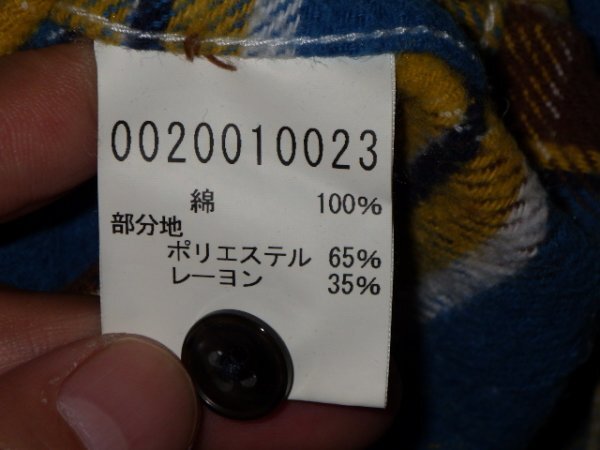 0020010023
綿 100%
部分地
ポリエステル 65%
レーヨン 35%